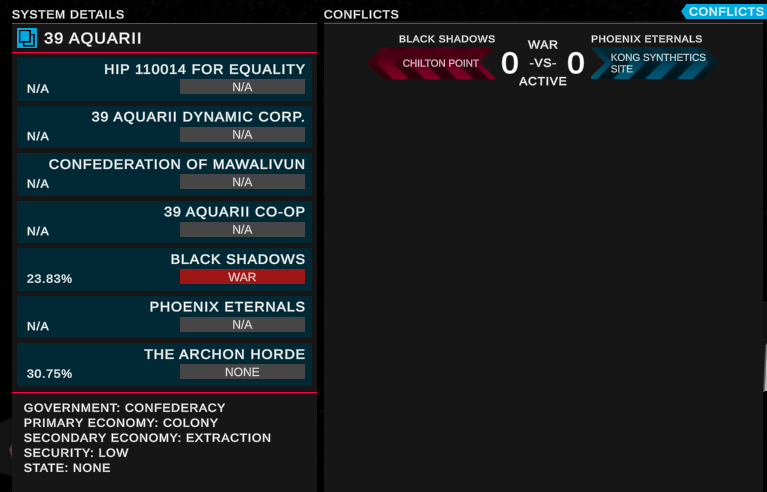 SYSTEM DETAILS
39 AQUARII
HIP 110014 FOR EQUALITY
N/A
N/A
39 AQUARII DYNAMIC CORP.
N/A
N/A
CONFEDERATION OF MAWALIVUN
N/A
N/A
39 AQUARII CO-OP
N/A
N/A
BLACK SHADOWS
23.83%
WAR
PHOENIX ETERNALS
N/A
N/A
THE ARCHON HORDE
30.75%
NONE
GOVERNMENT: CONFEDERACY
PRIMARY ECONOMY: COLONY
SECONDARY ECONOMY: EXTRACTION
SECURITY: LOW
STATE: NONE
CONFLICTS
CONFLICTS
BLACK SHADOWS
CHILTON POINT
0
WAR
-VS-
ACTIVE
0
PHOENIX ETERNALS
KONG SYNTHETICS
SITE